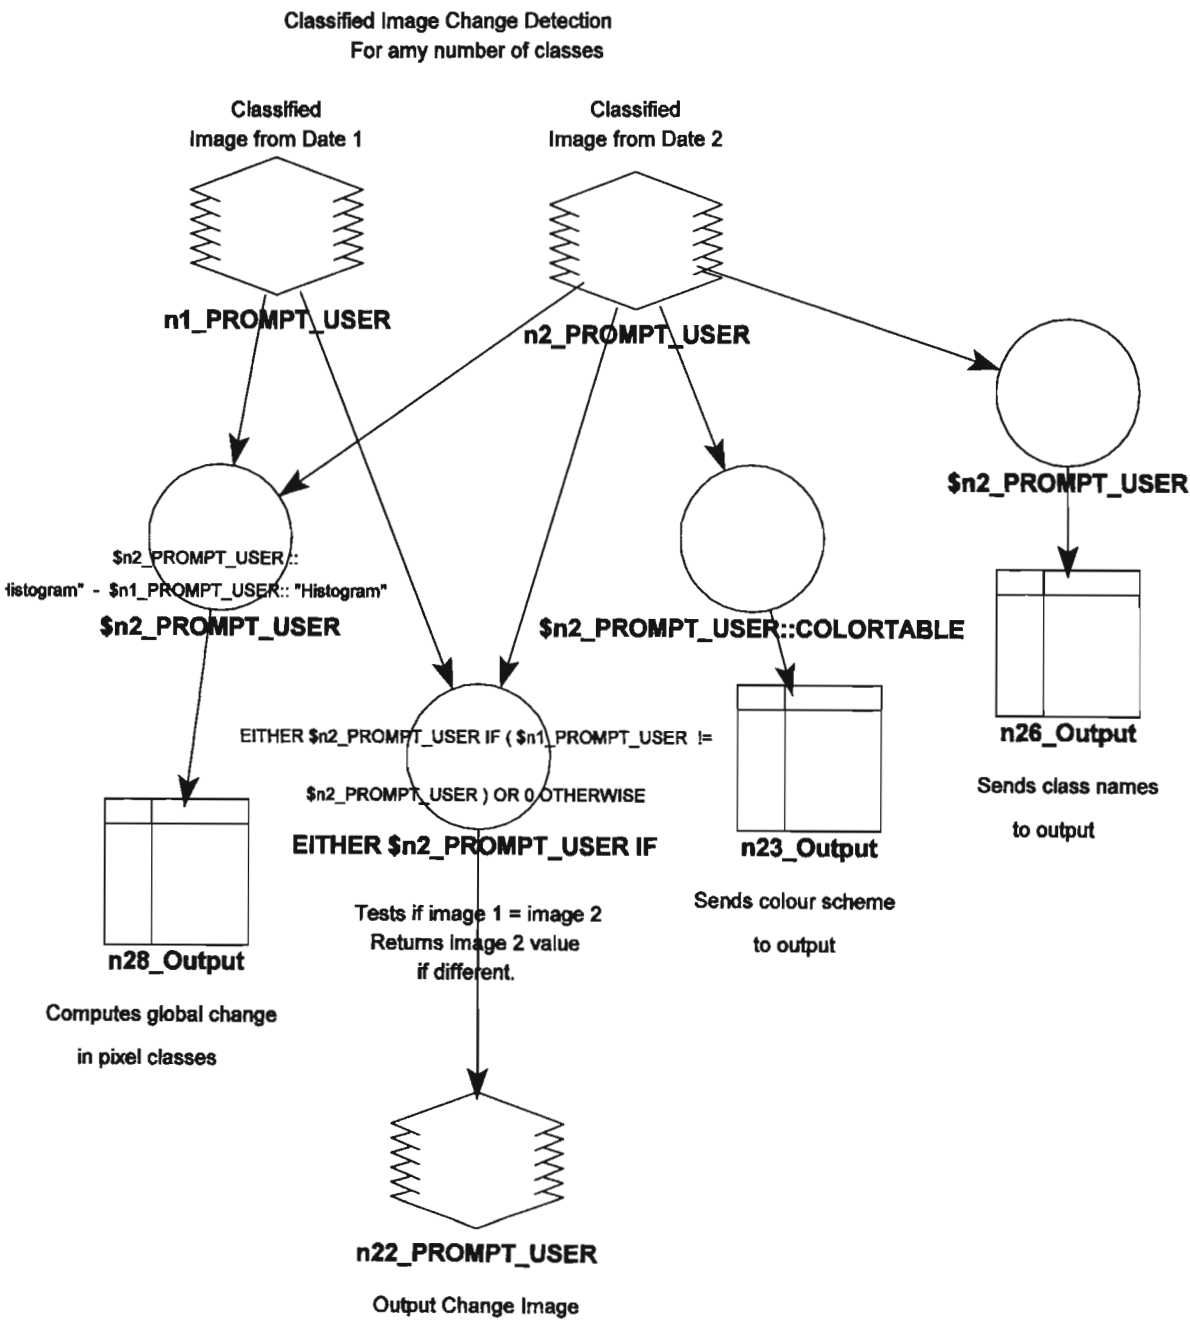 Classified Image Change Detection
For amy number of classes
Classified
Image from Date 1
Classified
Image from Date 2
n1_PROMPT_USER
n2_PROMPT_USER
$n2_PROMPT_USER
$n2_PROMPT_USER ::
istogram" - $n1_PROMPT_USER:: "Histogram"
$n2_PROMPT_USER
$n2_PROMPT_USER::COLORTABLE
EITHER $n2_PROMPT_USER IF ( $n1_PROMPT_USER !=
$n2_PROMPT_USER ) OR 0 OTHERWISE
EITHER $n2_PROMPT_USER IF
n26_Output
Sends class names
to output
n23_Output
Sends colour scheme
to output
Tests if image 1 = image 2
Returns image 2 value
if different.
n28_Output
Computes global change
in pixel classes
n22_PROMPT_USER
Output Change Image